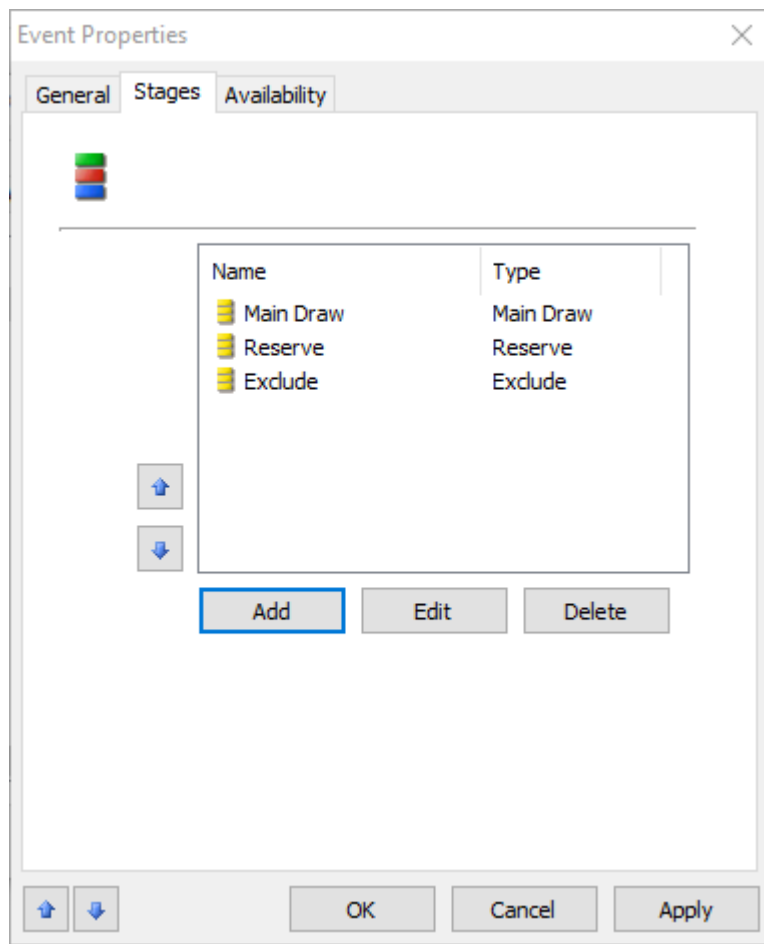 Event Properties
General Stages Availability
Name Type
Main Draw Main Draw
Reserve Reserve
Exclude Exclude
Add Edit Delete
OK Cancel Apply